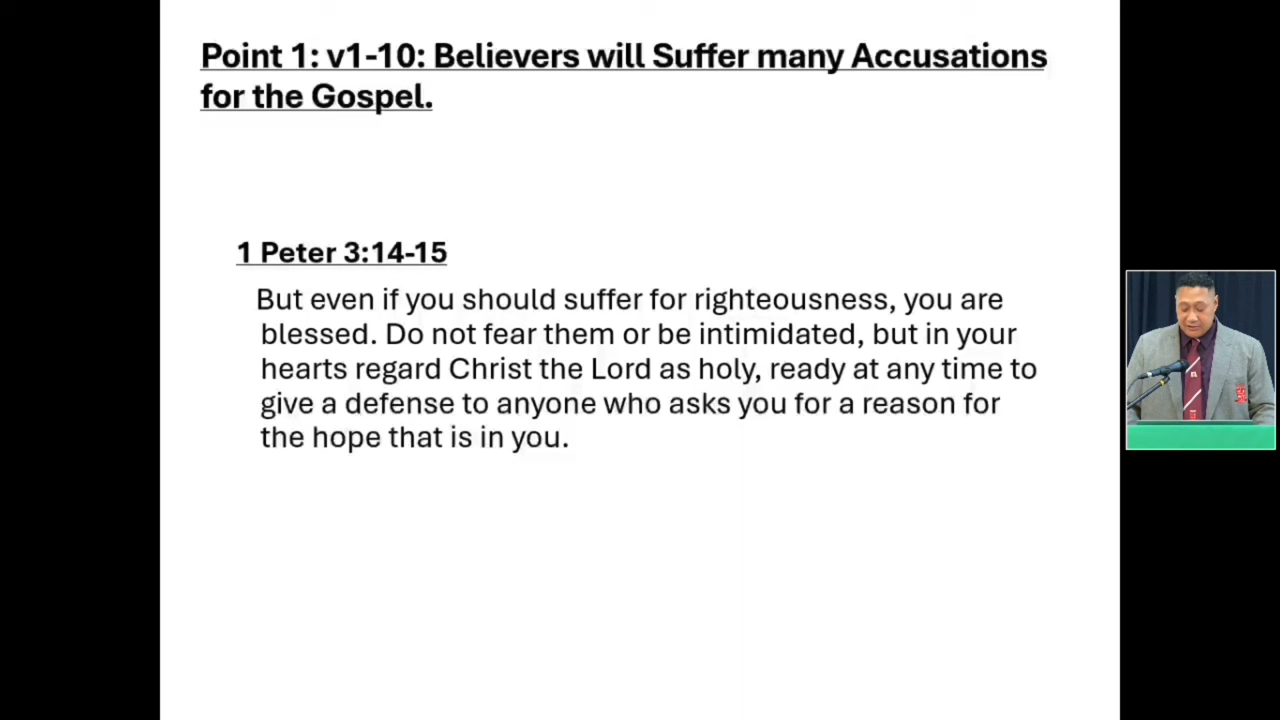 Point 1: v1-10: Believers will Suffer many Accusations
for the Gospel.
1 Peter 3:14-15
But even if you should suffer for righteousness, you are
blessed. Do not fear them or be intimidated, but in your
hearts regard Christ the Lord as holy, ready at any time to
give a defense to anyone who asks you for a reason for
the hope that is in you.